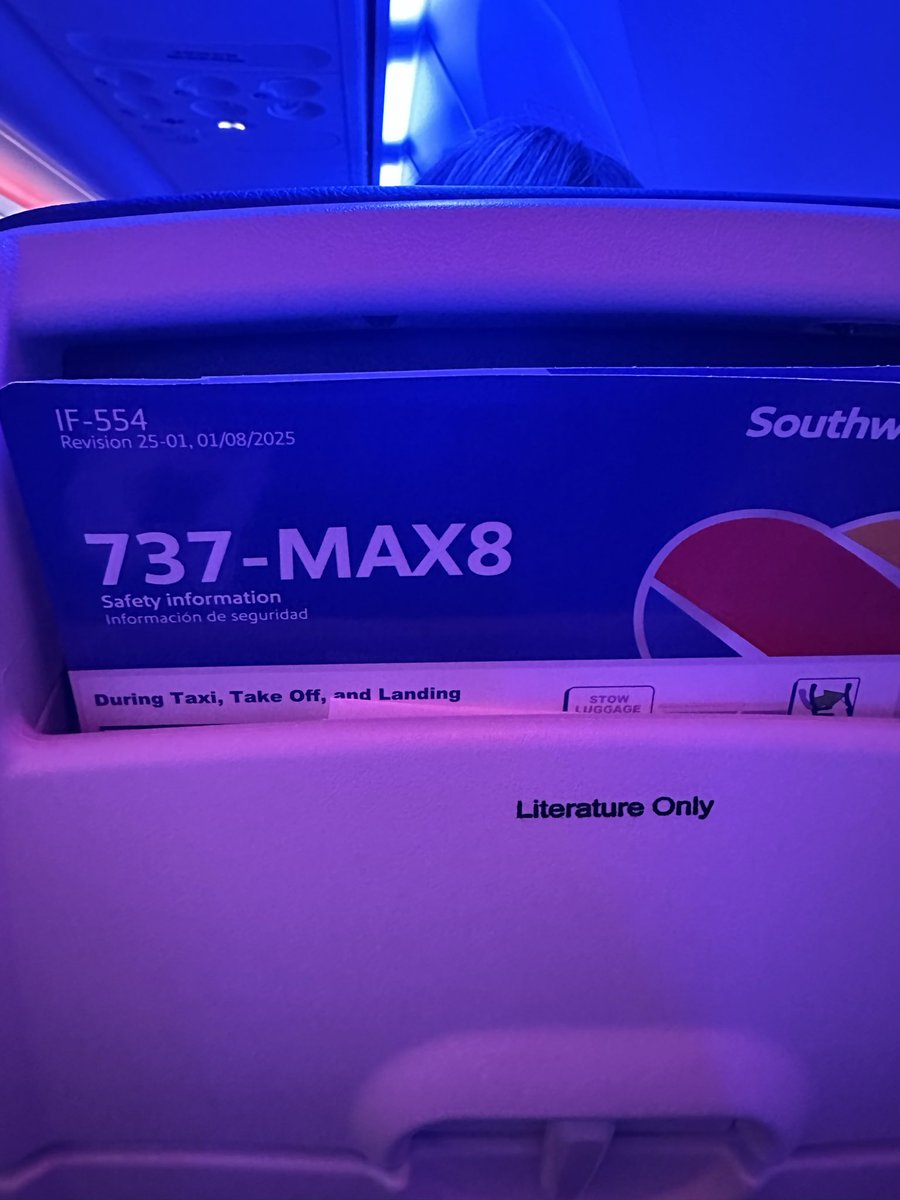 IF-554
Revision 25-01, 01/08/2025
Southw
737-MAX8
Safety information
Información de seguridad
During Taxi, Take Off, and Landing
STOW
LUGGAGE
Literature Only